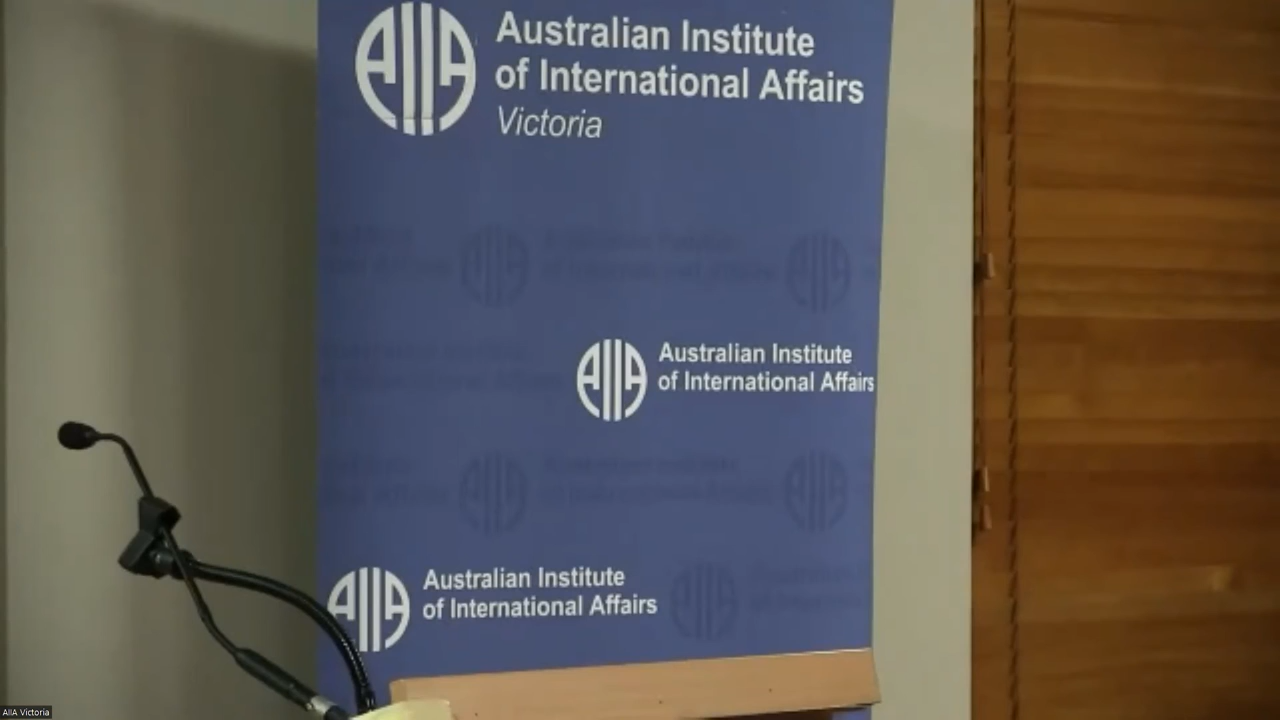 AIIA
Australian Institute
of International Affairs
Victoria
AIIA
Australian Institute
of International Affairs
AIIA
Australian Institute
of International Affairs
AIIA Victoria